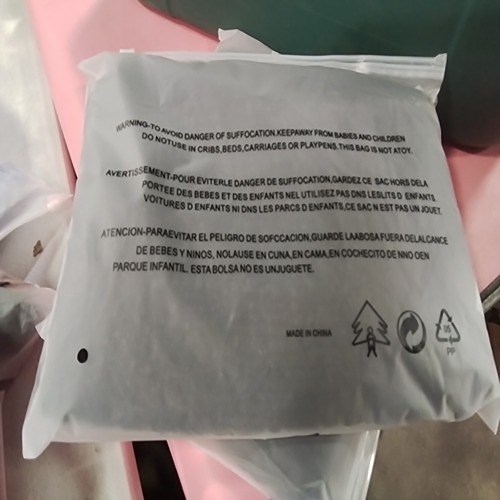 WARNING-TO AVOID DANGER OF SUFFOCATION.KEEPAWAY FROM BABIES AND CHILDREN
DO NOTUSE IN CRIBS,BEDS,CARRIAGES OR PLAYPENS,THIS BAG IS NOT ATOY.
AVERTISSEMENT-POUR EVITERLE DANGER DE SUFFOCATION,GARDEZ CE SAC HORS DELA
PORTEE DES BEBES ET DES ENFANTS NEL UTILISEZ PAS DNS LESLITS D ENFANTS
VOITURES D ENFANTS NI DNS LES PARCS D ENFANTS,CE SAC N EST PAS UN JOUET.
ATENCION-PARAEVITAR EL PELIGRO DE SOFCCACION,GUARDE LAABOSA FUERA DELALCANCE
DE BEBES Y NINOS, NOLAUSE EN CUNA,EN CAMA,EN COCHECITO DE NNO OEN
PARQUE INFANTIL. ESTA BOLSA NO ES UNJUGUETE.
MADE IN CHINA
05
PP